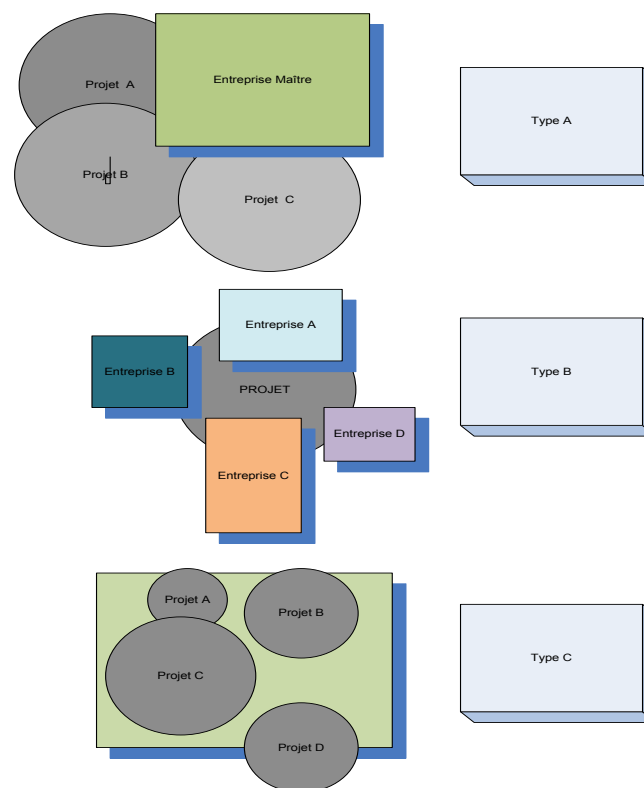 Projet A
Entreprise Maître
Type A
Projet B
Projet C
Entreprise A
Entreprise B
Type B
PROJET
Entreprise D
Entreprise C
Projet A
Projet B
Projet C
Type C
Projet D